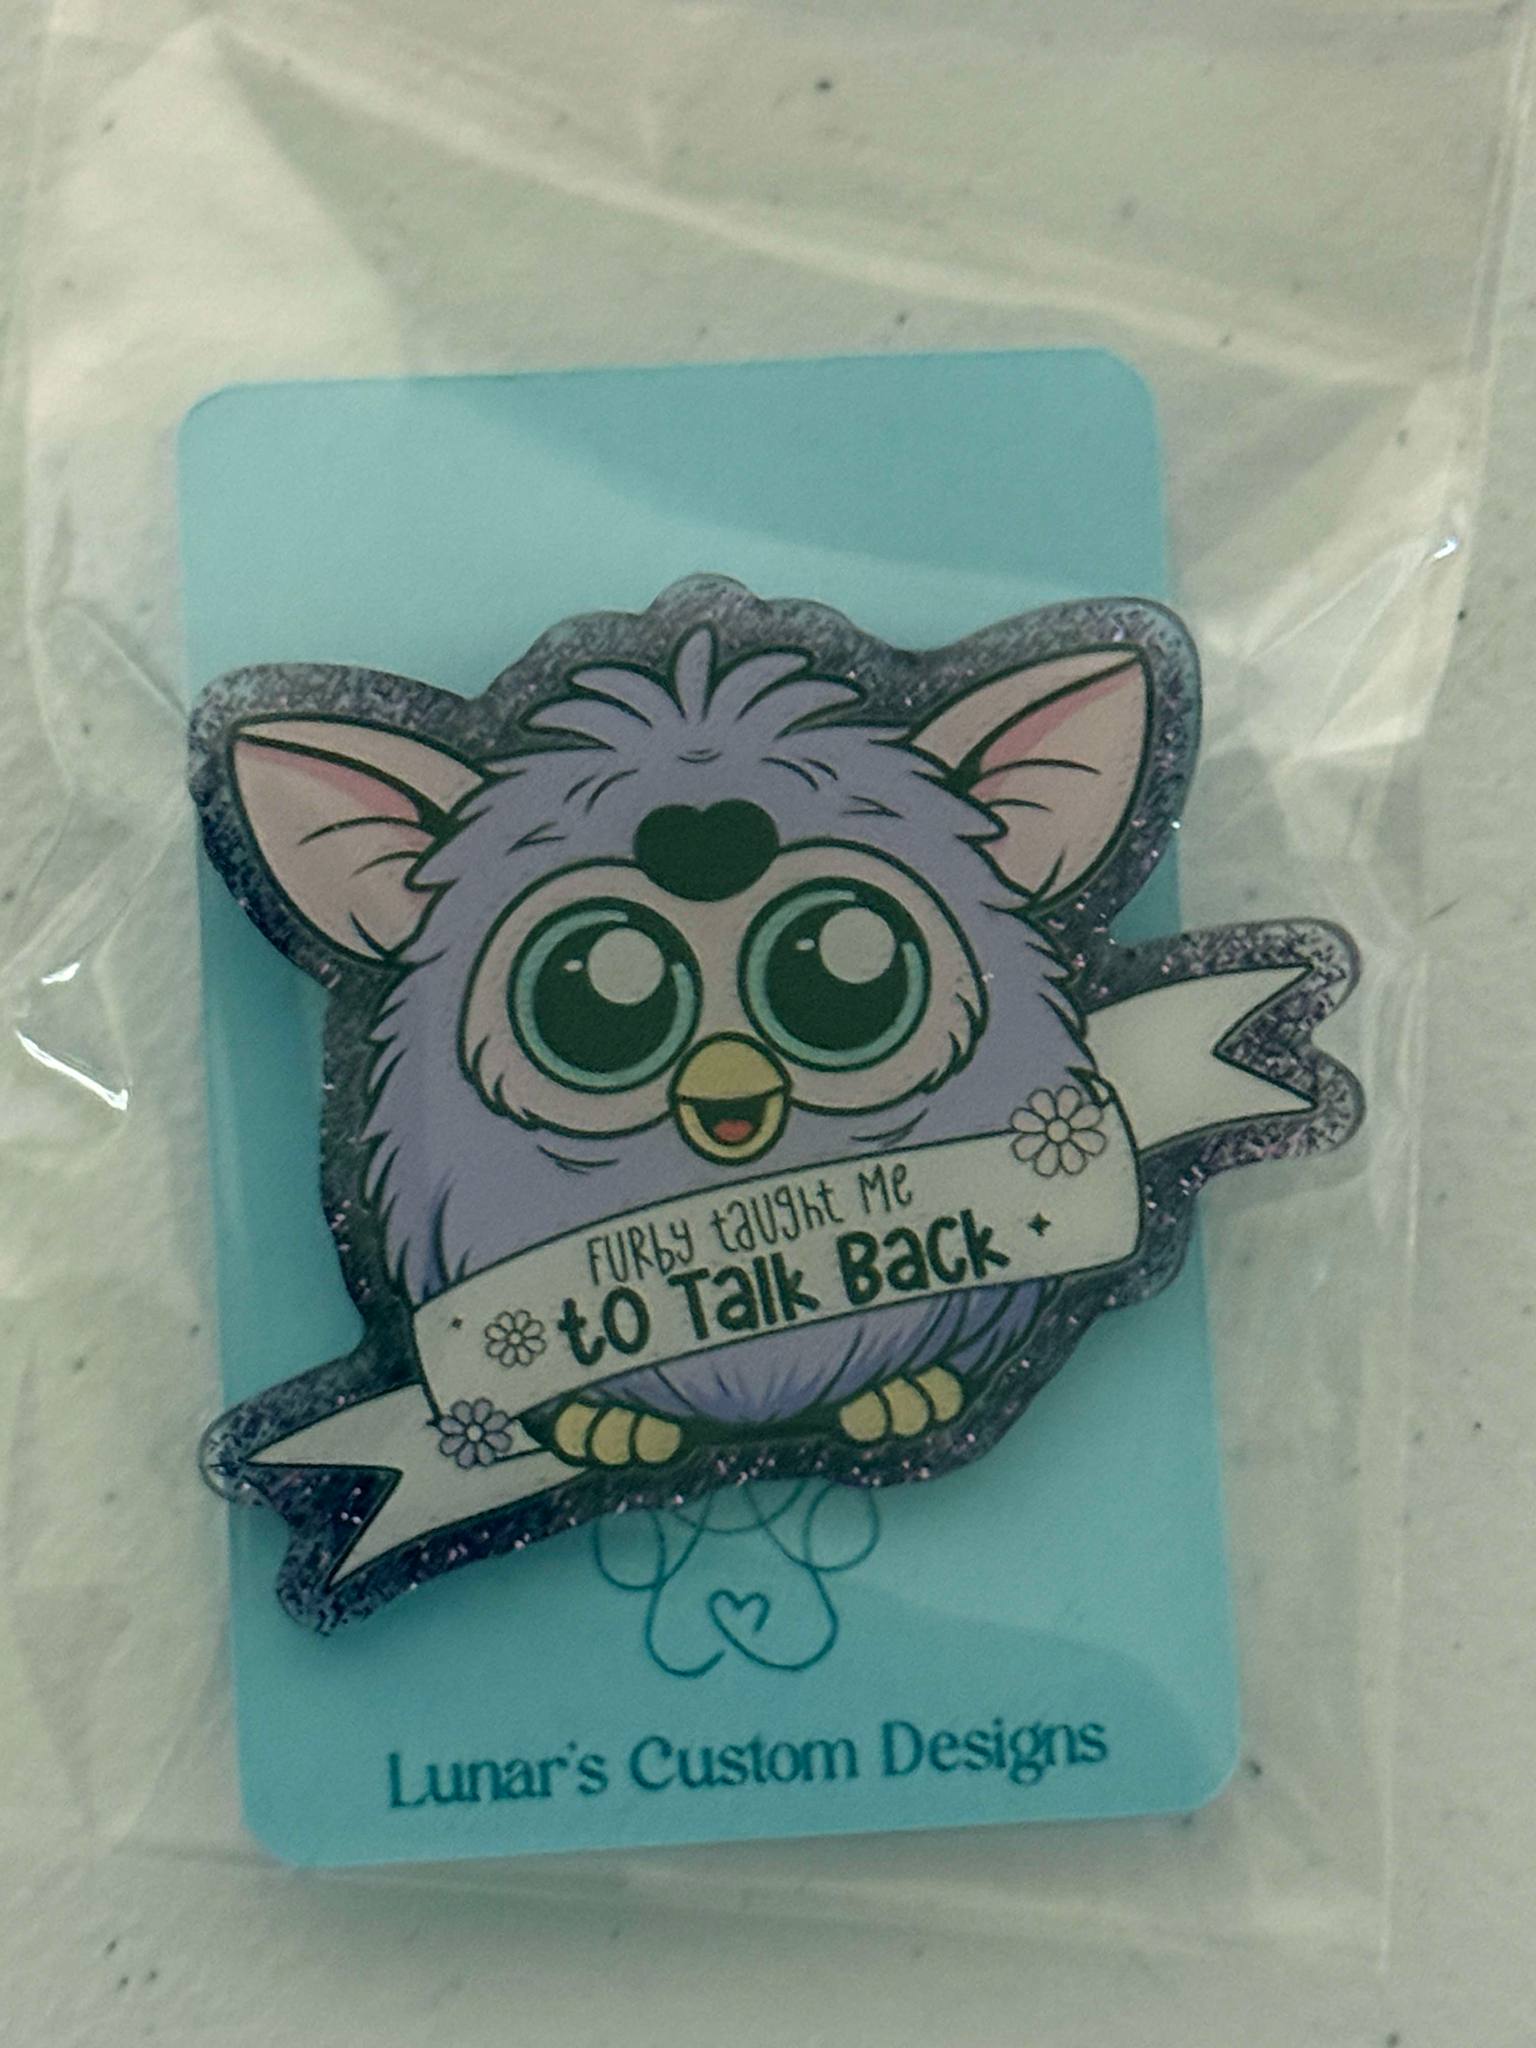 FURby taught Me
to Talk Back
Lunar's Custom Designs